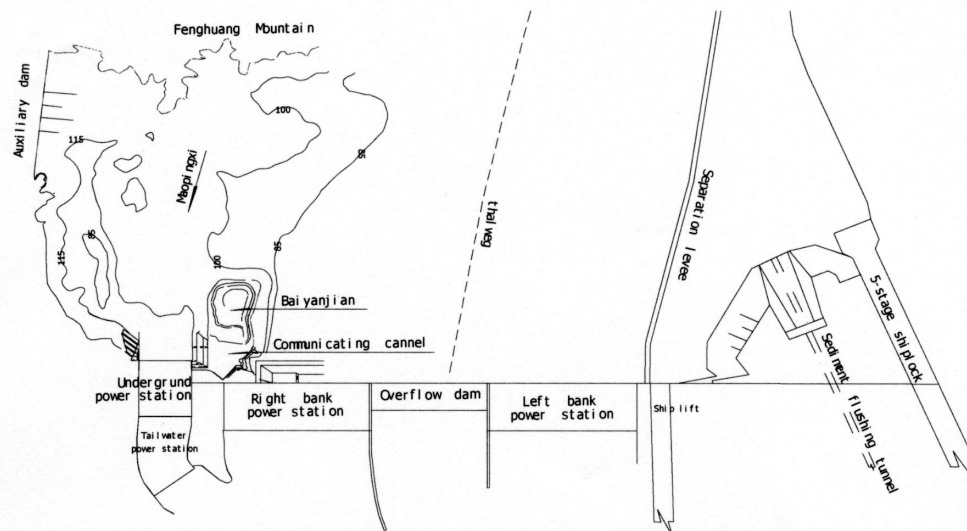 Fenghuang Mountain
Auxiliary dam
100
115
85
Maopingxi
thalweg
Separation levee
85
115
85
100
Baiyanjian
Communicating cannel
5-stage shiplock
Sediment flushing tunnel
Undergr und
power station
Right bank
power station
Overflow dam
Left bank
power station
Ship lift
Tailwater
power station